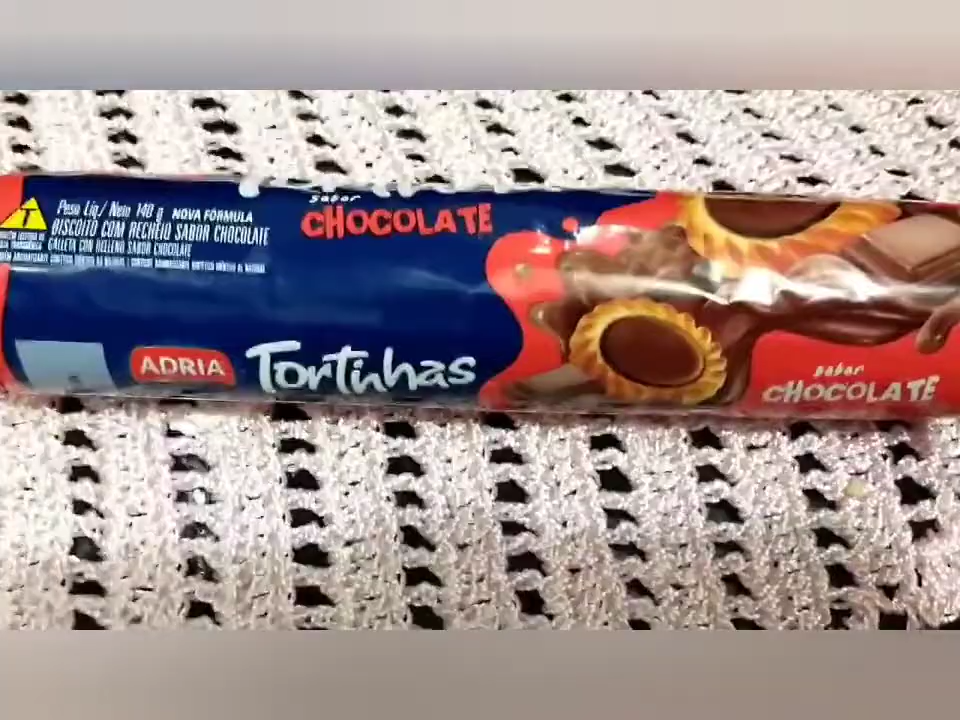 T
Peso Líq./ Neto 140 g NOVA FÓRMULA
BISCOITO COM RECHEIO SABOR CHOCOLATE
GALLETA CON RELLENO SABOR CHOCOLATE
sabor
CHOCOLATE
ADRIA
Tortinhas
sabor
CHOCOLATE